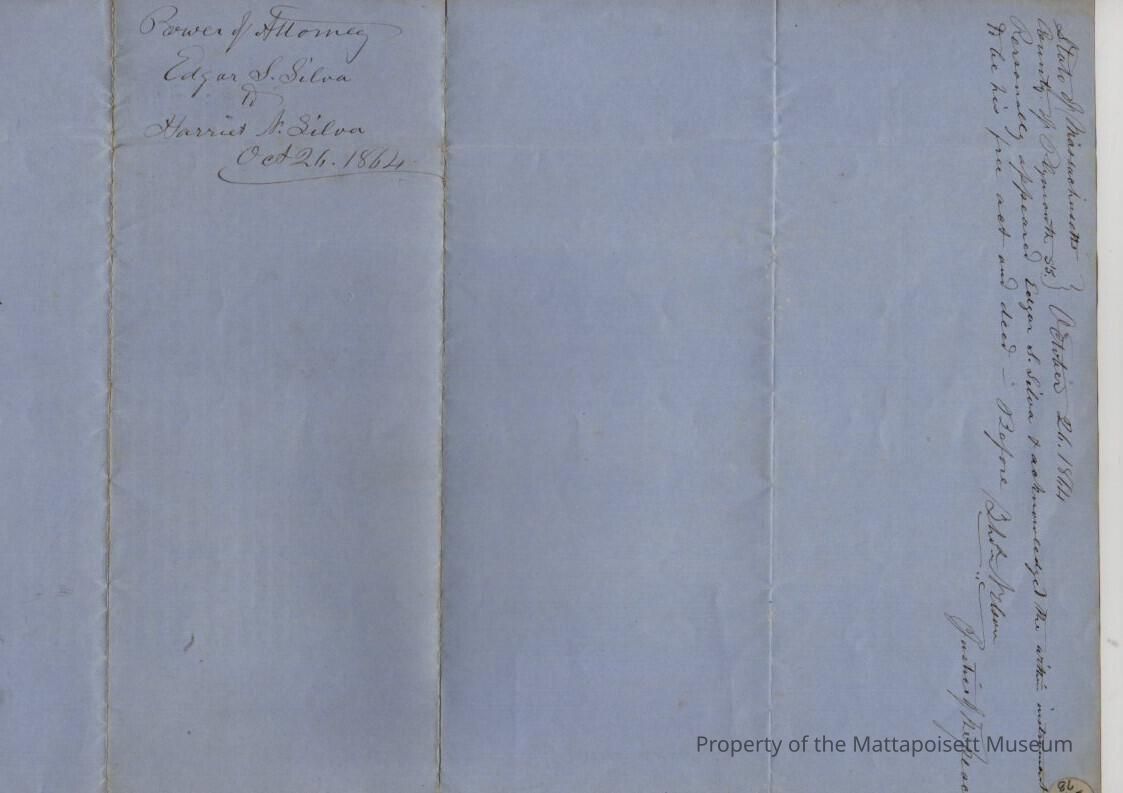 Power of Attorney
Edgar S. Silva
to
Harriet N. Silva
Oct 26. 1864
State of Massachusetts
County of Plymouth ss. } October 26. 1864
Personally appeared Edgar S. Silva & acknowledged the within instrument
to be his free act and deed – Before Nelson
Justice of the Peac
Property of the Mattapoisett Museum